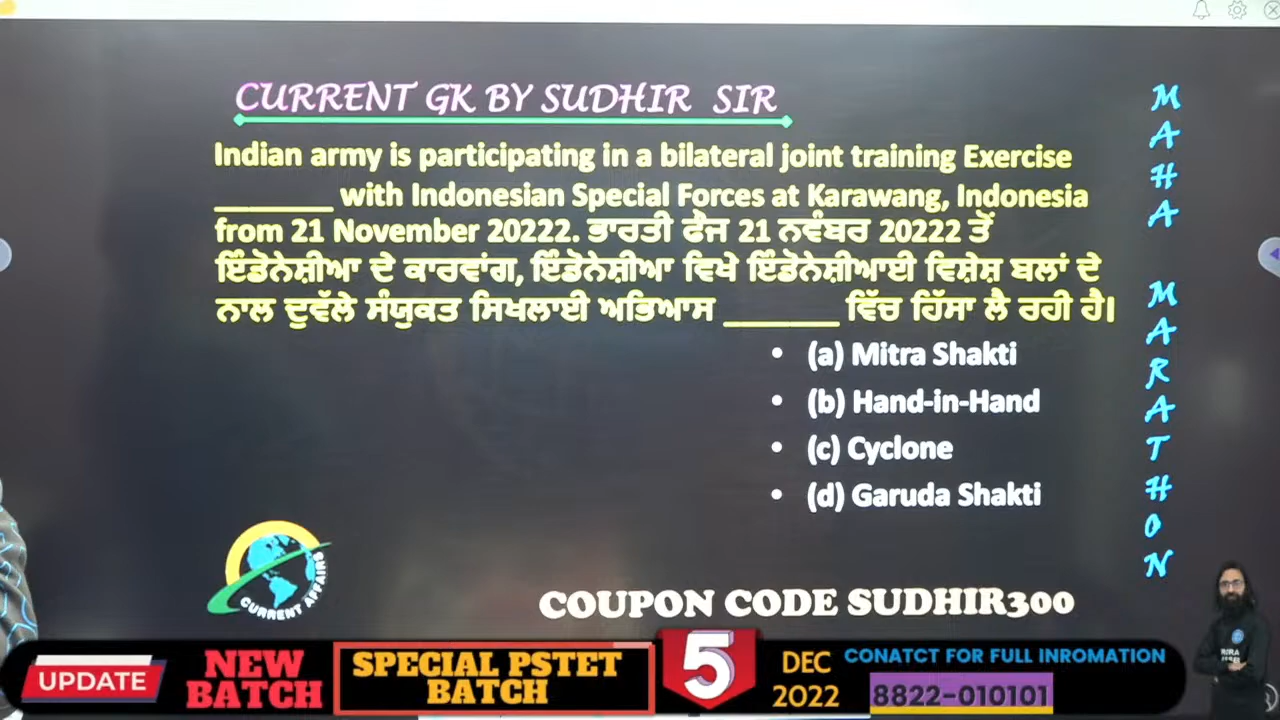 CURRENT GK BY SUDHIR SIR
Indian army is participating in a bilateral joint training Exercise
_______ with Indonesian Special Forces at Karawang, Indonesia
from 21 November 20222. ਭਾਰਤੀ ਫੌਜ 21 ਨਵੰਬਰ 20222 ਤੋਂ
ਇੰਡੋਨੇਸ਼ੀਆ ਦੇ ਕਾਰਵਾਂਗ, ਇੰਡੋਨੇਸ਼ੀਆ ਵਿਖੇ ਇੰਡੋਨੇਸ਼ੀਆਈ ਵਿਸ਼ੇਸ਼ ਬਲਾਂ ਦੇ
ਨਾਲ ਦੁਵੱਲੇ ਸੰਯੁਕਤ ਸਿਖਲਾਈ ਅਭਿਆਸ _______ ਵਿੱਚ ਹਿੱਸਾ ਲੈ ਰਹੀ ਹੈ।
• (a) Mitra Shakti
• (b) Hand-in-Hand
• (c) Cyclone
• (d) Garuda Shakti
MAHA MARATHON
CURRENT AFFAIRS
COUPON CODE SUDHIR300
UPDATE
NEW
BATCH
SPECIAL PSTET
BATCH
5
DEC
2022
CONATCT FOR FULL INROMATION
8822-010101